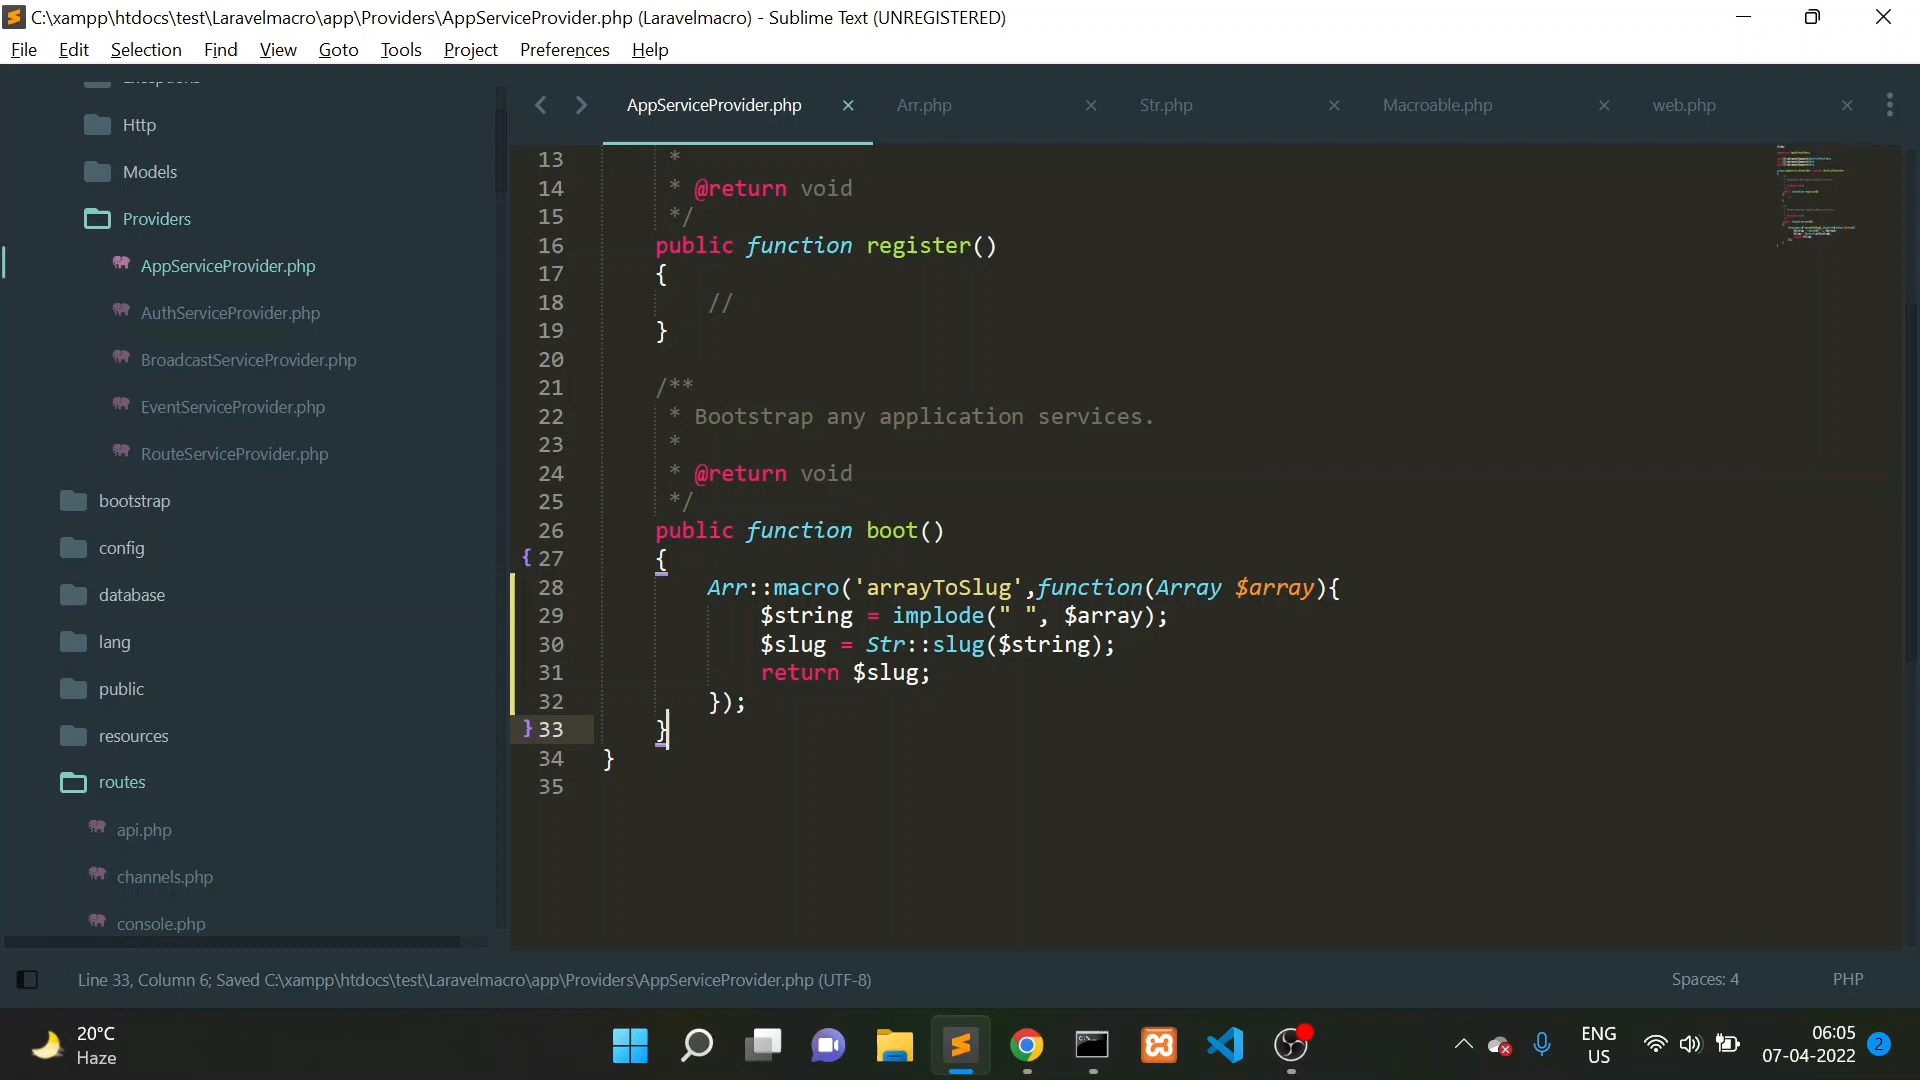 C:\xampp\htdocs\test\Laravelmacro\app\Providers\AppServiceProvider.php (Laravelmacro) - Sublime Text (UNREGISTERED)
File Edit Selection Find View Goto Tools Project Preferences Help
Http
Models
Providers
AppServiceProvider.php
AuthServiceProvider.php
BroadcastServiceProvider.php
EventServiceProvider.php
RouteServiceProvider.php
bootstrap
config
database
lang
public
resources
routes
api.php
channels.php
console.php
AppServiceProvider.php Arr.php Str.php Macroable.php web.php
13 *
14 * @return void
15 */
16 public function register()
17 {
18 //
19 }
20
21 /**
22 * Bootstrap any application services.
23 *
24 * @return void
25 */
26 public function boot()
{ 27 {
28 Arr::macro('arrayToSlug',function(Array $array){
29 $string = implode(" ", $array);
30 $slug = Str::slug($string);
31 return $slug;
32 });
} 33 }
34 }
35
Line 33, Column 6; Saved C:\xampp\htdocs\test\Laravelmacro\app\Providers\AppServiceProvider.php (UTF-8)
Spaces: 4
PHP
20°C
Haze
ENG
US
06:05
07-04-2022
2